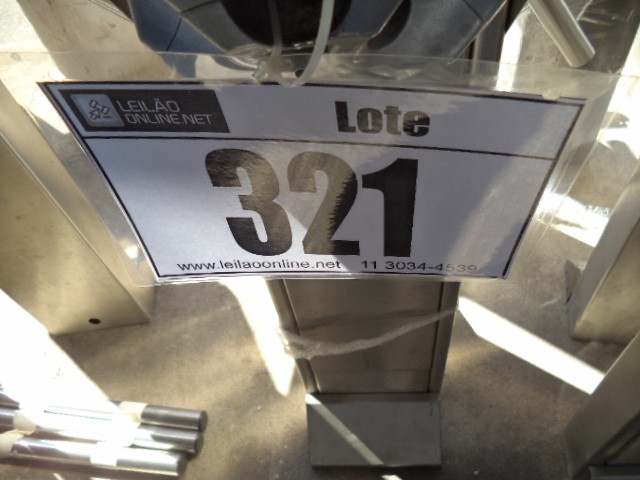 LEILÃO
ONLINE.NET
Lote
321
www.leilaoonline.net 11 3034-4539